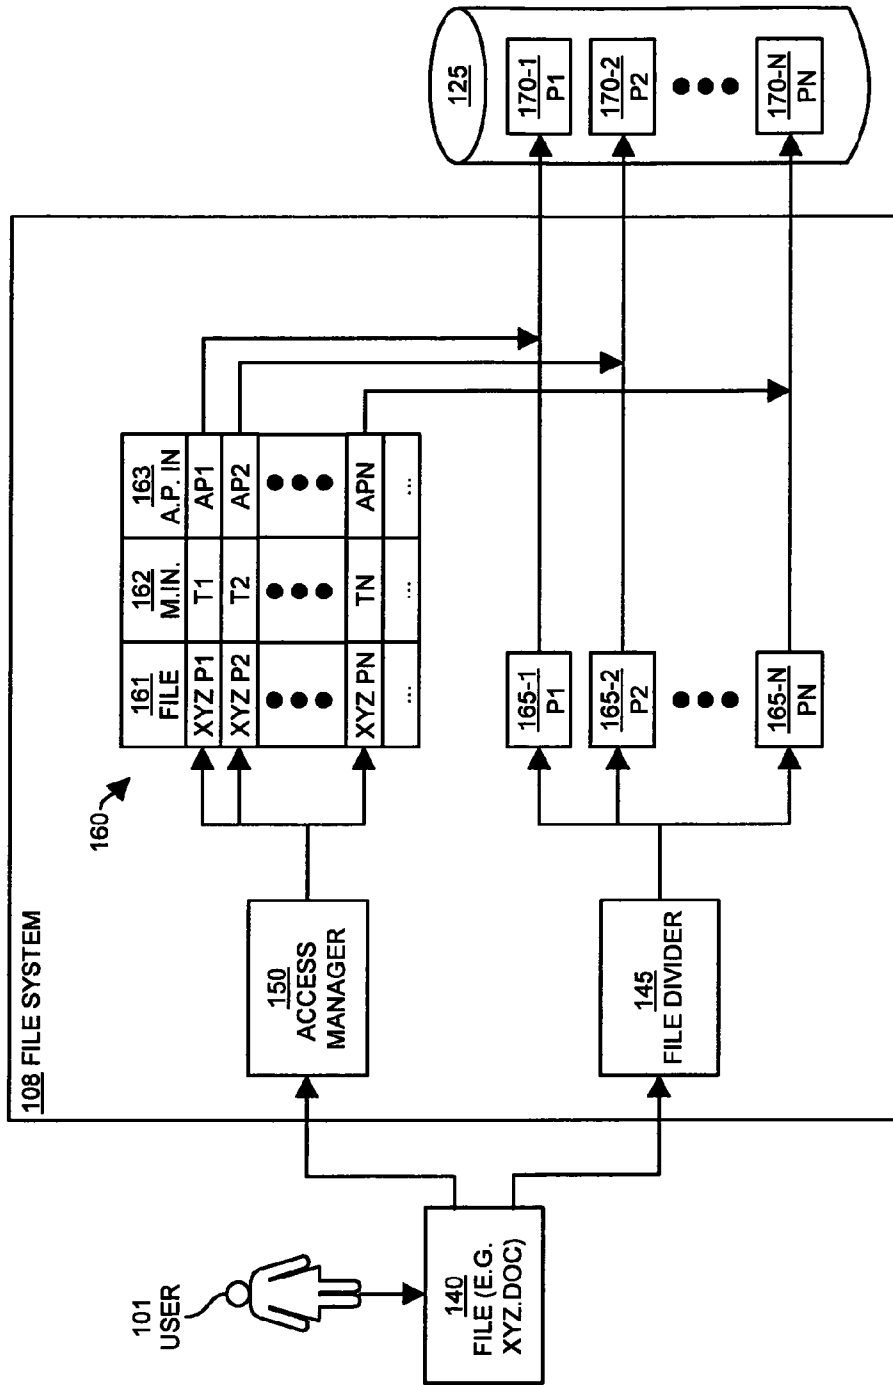 108 FILE SYSTEM
101
USER
140
FILE (E.G.
XYZ.DOC)
150
ACCESS
MANAGER
145
FILE DIVIDER
160
161
FILE
162
M.IN.
163
A.P. IN
XYZ P1
T1
AP1
XYZ P2
T2
AP2
XYZ PN
TN
APN
...
...
...
165-1
P1
165-2
P2
165-N
PN
125
170-1
P1
170-2
P2
170-N
PN